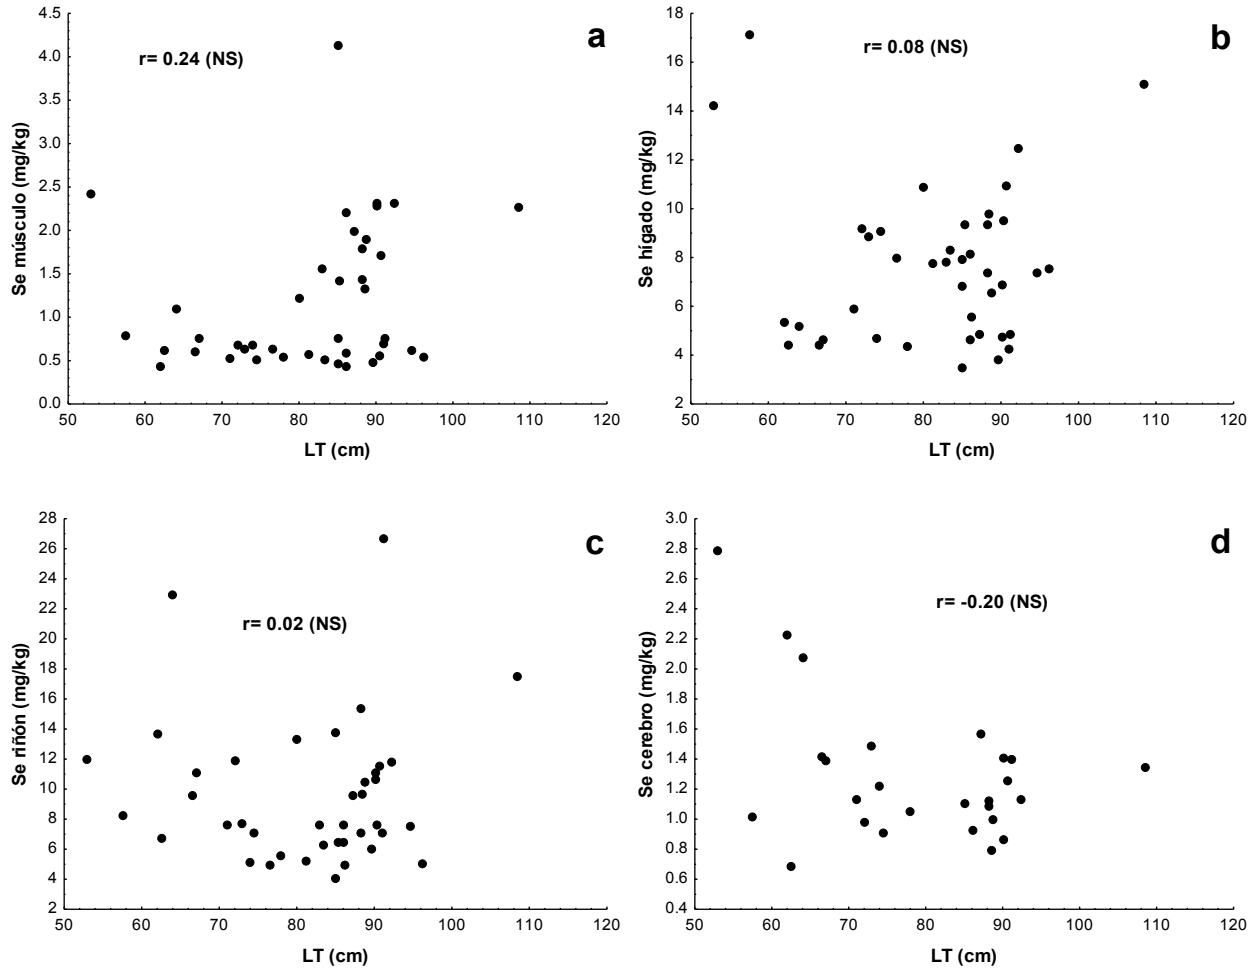 4.5
4.0
3.5
3.0
2.5
2.0
1.5
1.0
0.5
0.0
Se músculo (mg/kg)
r= 0.24 (NS)
a
50 60 70 80 90 100 110 120
LT (cm)
18
16
14
12
10
8
6
4
2
Se hígado (mg/kg)
r= 0.08 (NS)
b
50 60 70 80 90 100 110 120
LT (cm)
28
26
24
22
20
18
16
14
12
10
8
6
4
2
Se riñón (mg/kg)
r= 0.02 (NS)
c
50 60 70 80 90 100 110 120
LT (cm)
3.0
2.8
2.6
2.4
2.2
2.0
1.8
1.6
1.4
1.2
1.0
0.8
0.6
0.4
Se cerebro (mg/kg)
r= -0.20 (NS)
d
50 60 70 80 90 100 110 120
LT (cm)